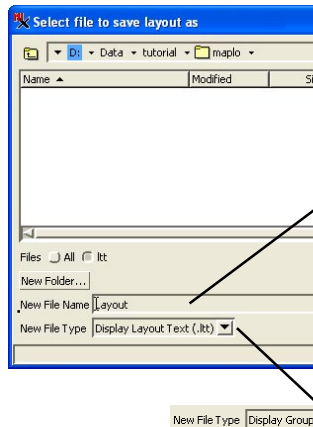 Select file to save layout as
D: Data tutorial maplo
Name Modified Si
Files All ltt
New Folder...
New File Name Layout
New File Type Display Layout Text (.ltt)
New File Type Display Group